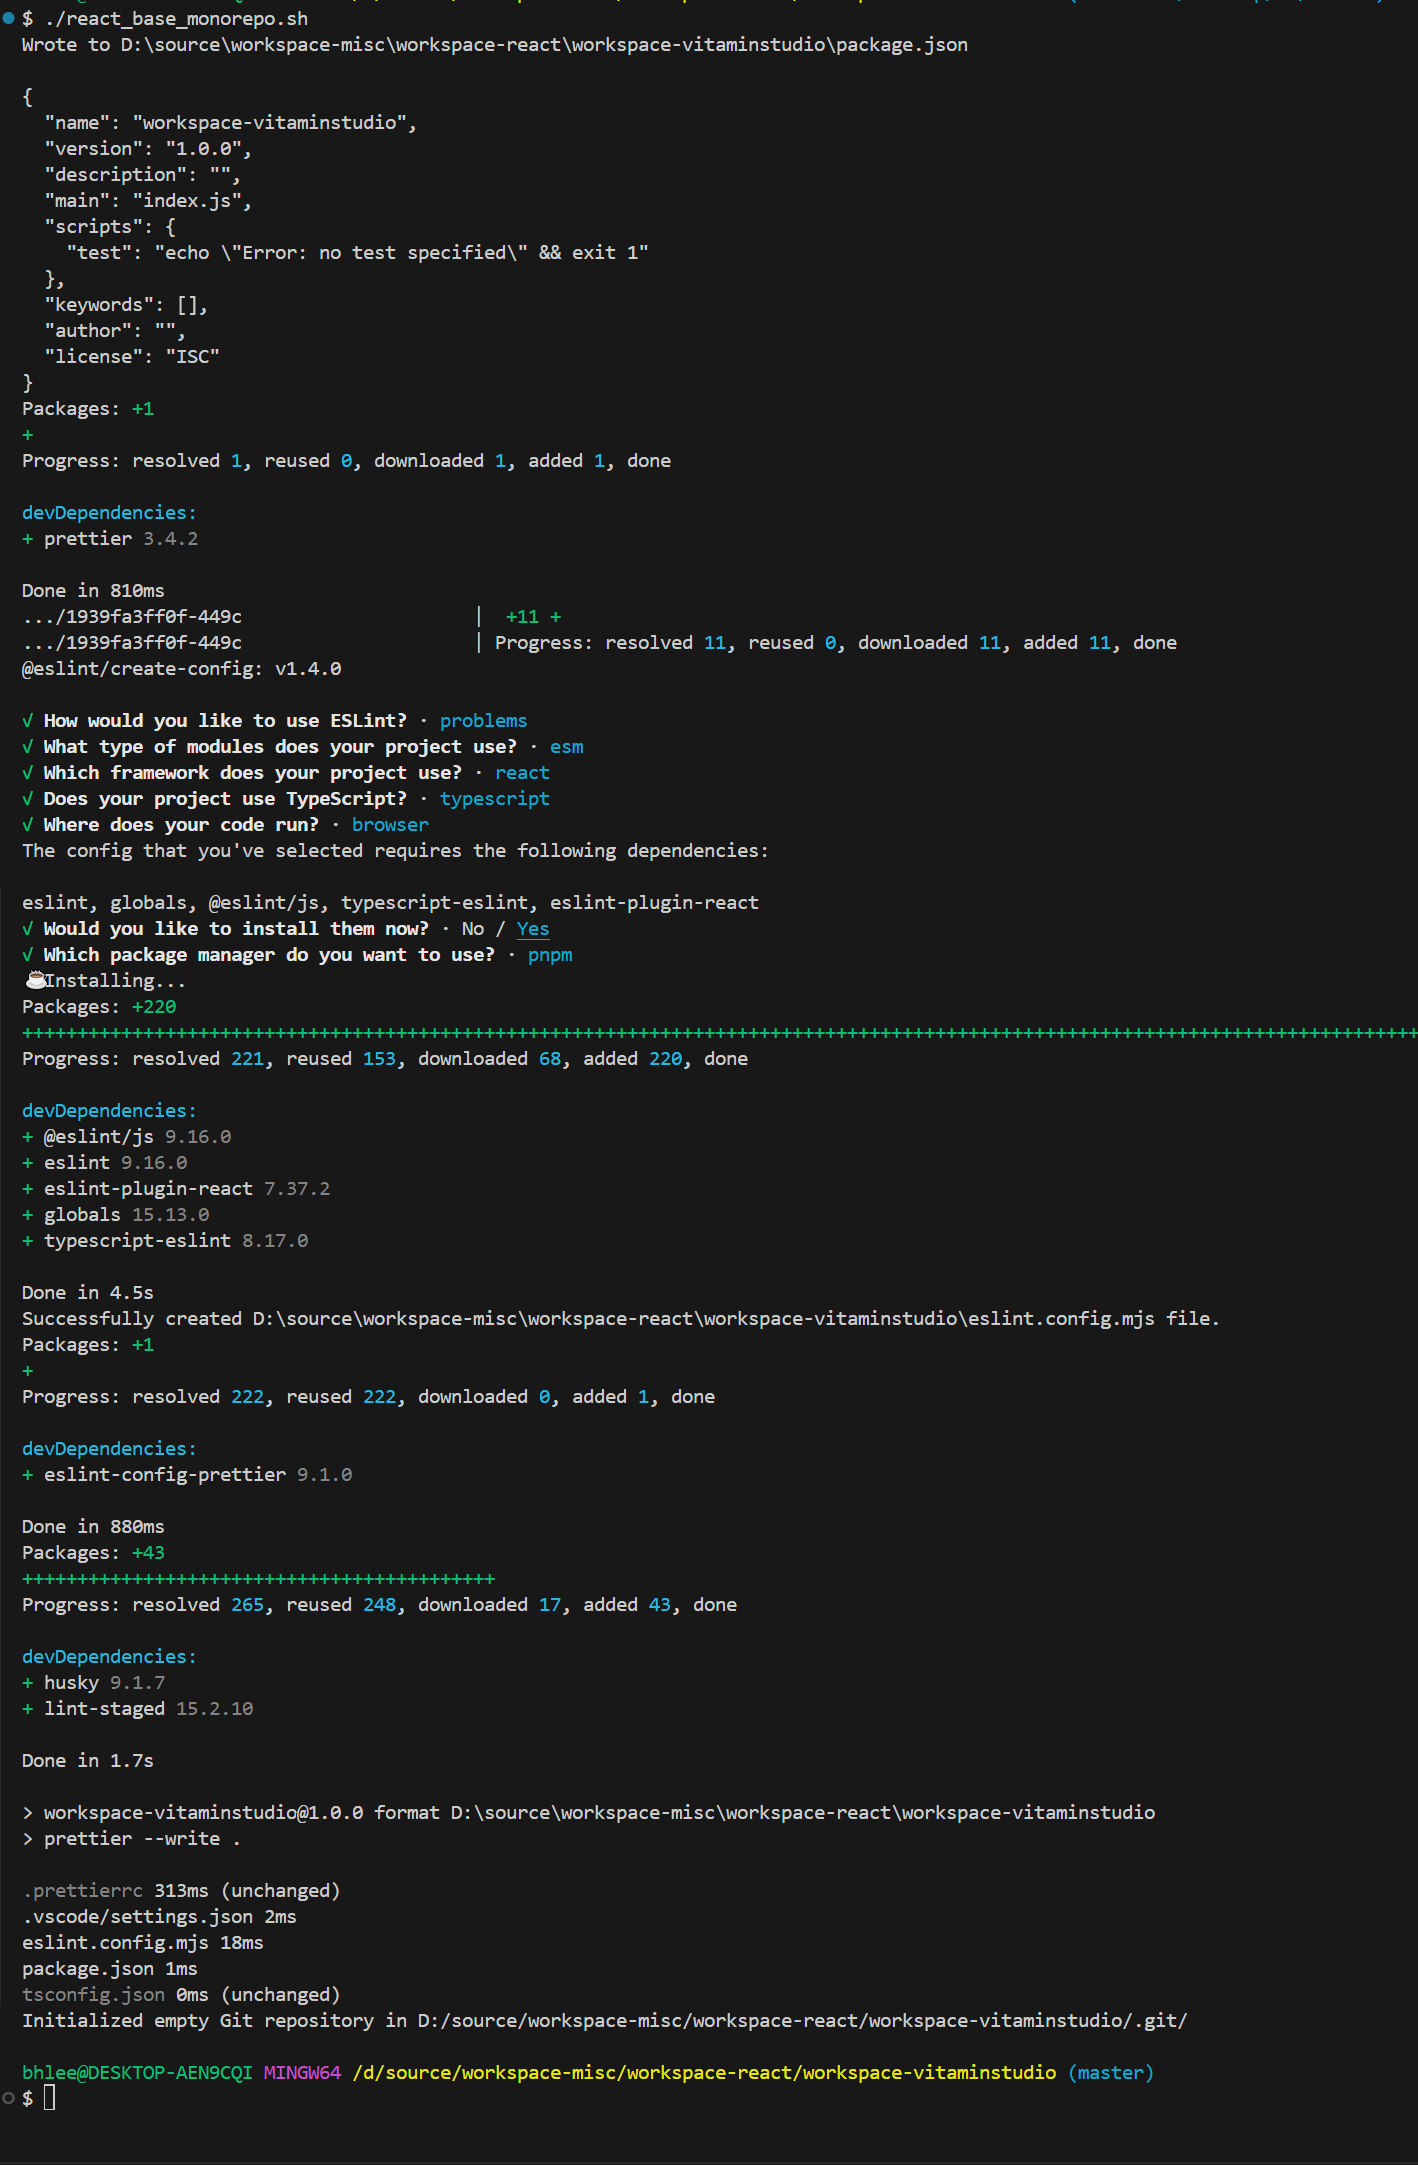 $ ./react_base_monorepo.sh
Wrote to D:\source\workspace-misc\workspace-react\workspace-vitaminstudio\package.json
{
  "name": "workspace-vitaminstudio",
  "version": "1.0.0",
  "description": "",
  "main": "index.js",
  "scripts": {
    "test": "echo \"Error: no test specified\" && exit 1"
  },
  "keywords": [],
  "author": "",
  "license": "ISC"
}
Packages: +1
+
Progress: resolved 1, reused 0, downloaded 1, added 1, done
devDependencies:
+ prettier 3.4.2
Done in 810ms
.../1939fa3ff0f-449c                     |  +11 +
.../1939fa3ff0f-449c                     | Progress: resolved 11, reused 0, downloaded 11, added 11, done
@eslint/create-config: v1.4.0
√ How would you like to use ESLint? · problems
√ What type of modules does your project use? · esm
√ Which framework does your project use? · react
√ Does your project use TypeScript? · typescript
√ Where does your code run? · browser
The config that you've selected requires the following dependencies:
eslint, globals, @eslint/js, typescript-eslint, eslint-plugin-react
√ Would you like to install them now? · No / Yes
√ Which package manager do you want to use? · pnpm
☕Installing...
Packages: +220
+++++++++++++++++++++++++++++++++++++++++++++++++++++++++++++++++++++++++++++++++++++++++++++++++++++++++++++++++++++++++++++++
Progress: resolved 221, reused 153, downloaded 68, added 220, done
devDependencies:
+ @eslint/js 9.16.0
+ eslint 9.16.0
+ eslint-plugin-react 7.37.2
+ globals 15.13.0
+ typescript-eslint 8.17.0
Done in 4.5s
Successfully created D:\source\workspace-misc\workspace-react\workspace-vitaminstudio\eslint.config.mjs file.
Packages: +1
+
Progress: resolved 222, reused 222, downloaded 0, added 1, done
devDependencies:
+ eslint-config-prettier 9.1.0
Done in 880ms
Packages: +43
+++++++++++++++++++++++++++++++++++++++++++
Progress: resolved 265, reused 248, downloaded 17, added 43, done
devDependencies:
+ husky 9.1.7
+ lint-staged 15.2.10
Done in 1.7s
> workspace-vitaminstudio@1.0.0 format D:\source\workspace-misc\workspace-react\workspace-vitaminstudio
> prettier --write .
.prettierrc 313ms (unchanged)
.vscode/settings.json 2ms
eslint.config.mjs 18ms
package.json 1ms
tsconfig.json 0ms (unchanged)
Initialized empty Git repository in D:/source/workspace-misc/workspace-react/workspace-vitaminstudio/.git/
bhlee@DESKTOP-AEN9CQI MINGW64 /d/source/workspace-misc/workspace-react/workspace-vitaminstudio (master)
$